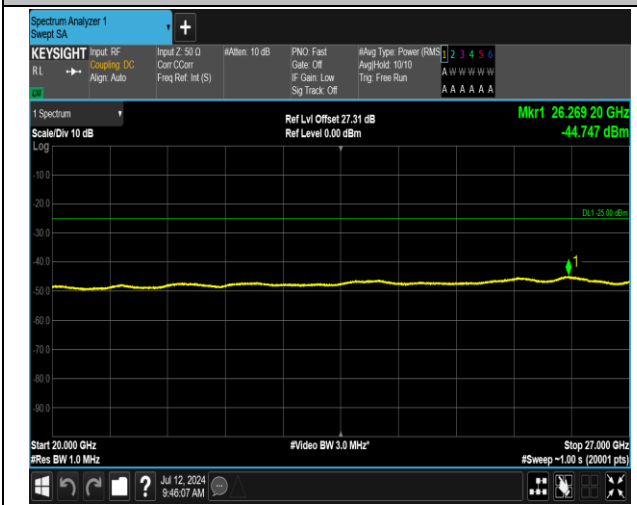 Spectrum Analyzer 1
Swept SA
+
KEYSIGHT
RL
LXI
Input: RF
Coupling: DC
Align: Auto
Input Z: 50 Ω
Corr CCorr
Freq Ref: Int (S)
#Atten: 10 dB
PNO: Fast
Gate: Off
IF Gain: Low
Sig Track: Off
#Avg Type: Power (RMS
Avg|Hold: 10/10
Trig: Free Run
1 2 3 4 5 6
A W W W W W
A A A A A A
1 Spectrum
Scale/Div 10 dB
Log
Ref Lvl Offset 27.31 dB
Ref Level 0.00 dBm
Mkr1 26.269 20 GHz
-44.747 dBm
-10.0
-20.0
DL1 -25.00 dBm
-30.0
-40.0
1
-50.0
-60.0
-70.0
-80.0
-90.0
Start 20.000 GHz
#Res BW 1.0 MHz
#Video BW 3.0 MHz*
Stop 27.000 GHz
#Sweep ~1.00 s (20001 pts)
?
Jul 12, 2024
9:46:07 AM